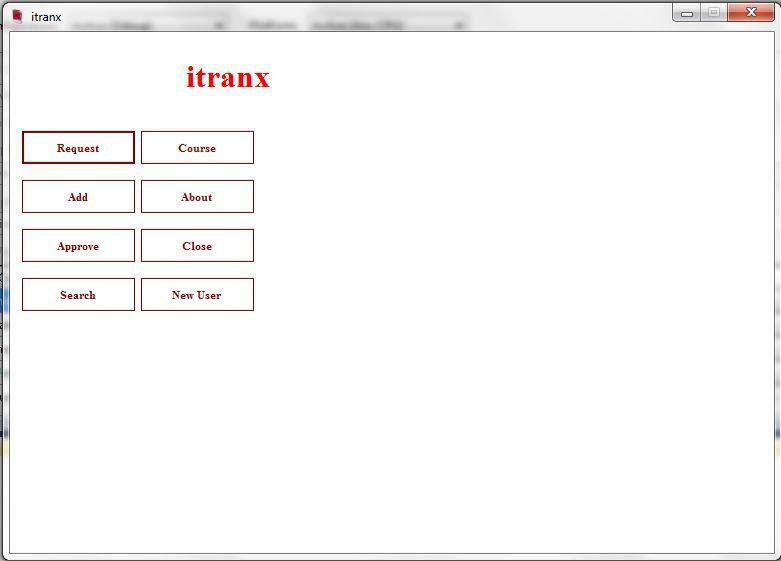 itranx
itranx
Request Course
Add About
Approve Close
Search New User